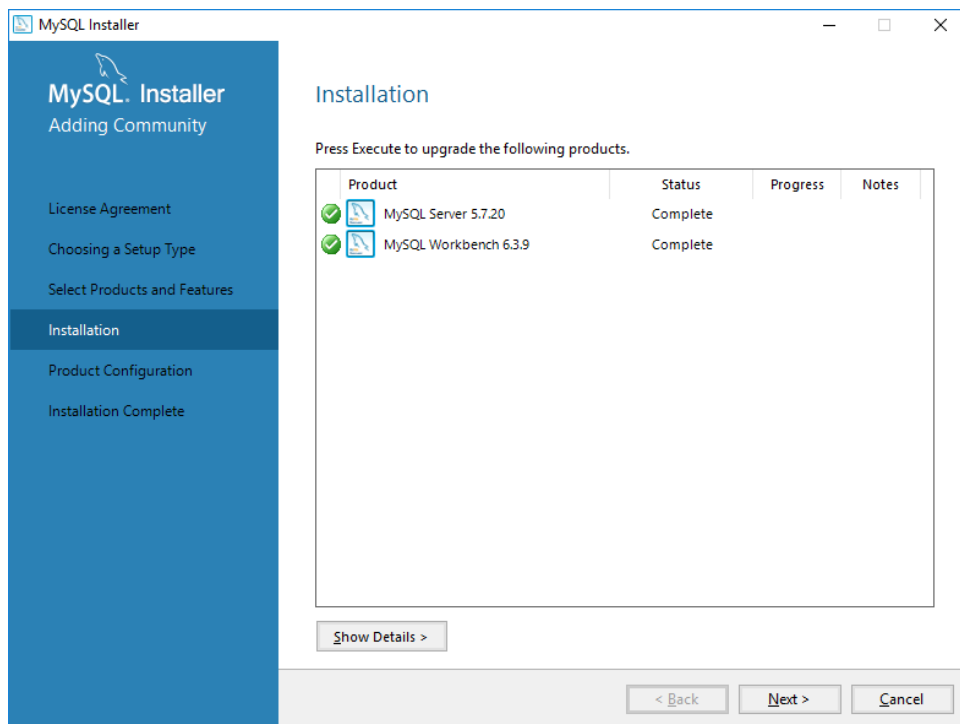 MySQL Installer
MySQL. Installer
Adding Community
License Agreement
Choosing a Setup Type
Select Products and Features
Installation
Product Configuration
Installation Complete
Installation
Press Execute to upgrade the following products.
Product Status Progress Notes
MySQL Server 5.7.20 Complete
MySQL Workbench 6.3.9 Complete
Show Details >
< Back Next > Cancel